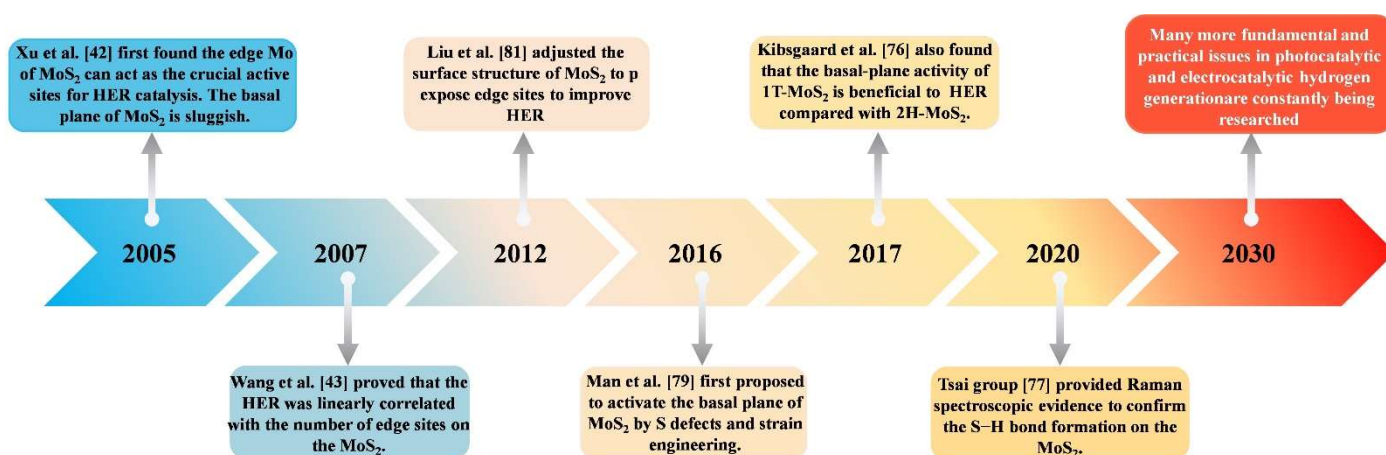 Xu et al. [42] first found the edge Mo
of MoS₂ can act as the crucial active
sites for HER catalysis. The basal
plane of MoS₂ is sluggish.
Liu et al. [81] adjusted the
surface structure of MoS₂ to p
expose edge sites to improve
HER
Kibsgaard et al. [76] also found
that the basal-plane activity of
1T-MoS₂ is beneficial to HER
compared with 2H-MoS₂.
Many more fundamental and
practical issues in photocatalytic
and electrocatalytic hydrogen
generationare constantly being
researched
2005
2007
2012
2016
2017
2020
2030
Wang et al. [43] proved that the
HER was linearly correlated
with the number of edge sites on
the MoS₂.
Man et al. [79] first proposed
to activate the basal plane of
MoS₂ by S defects and strain
engineering.
Tsai group [77] provided Raman
spectroscopic evidence to confirm
the S−H bond formation on the
MoS₂.